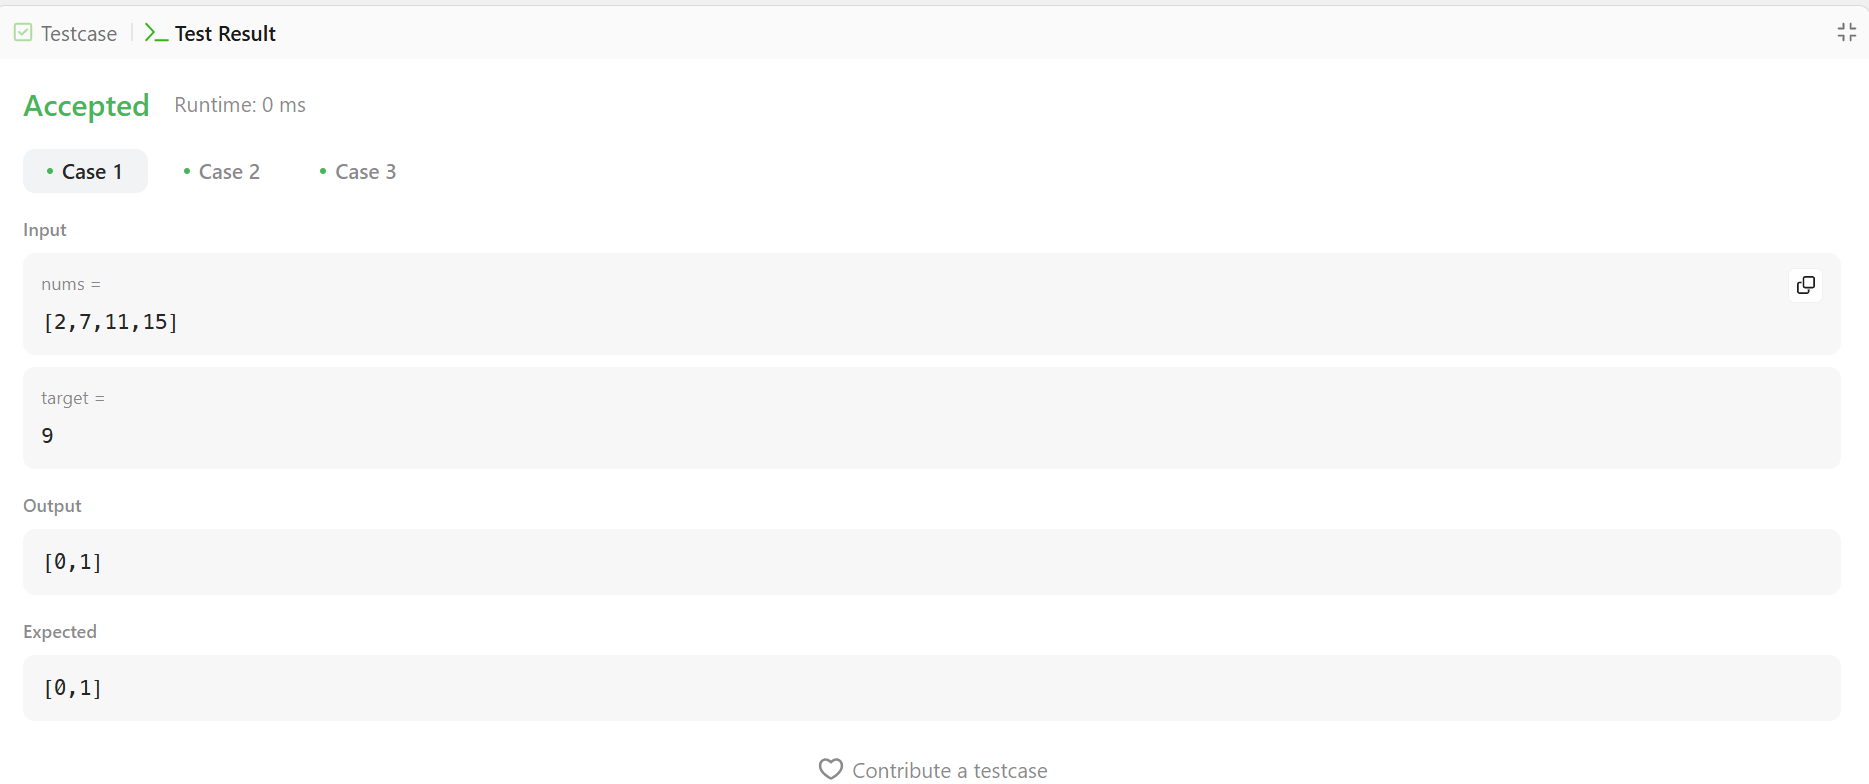 Testcase | Test Result
Accepted Runtime: 0 ms
Case 1 Case 2 Case 3
Input
nums =
[2,7,11,15]
target =
9
Output
[0,1]
Expected
[0,1]
Contribute a testcase